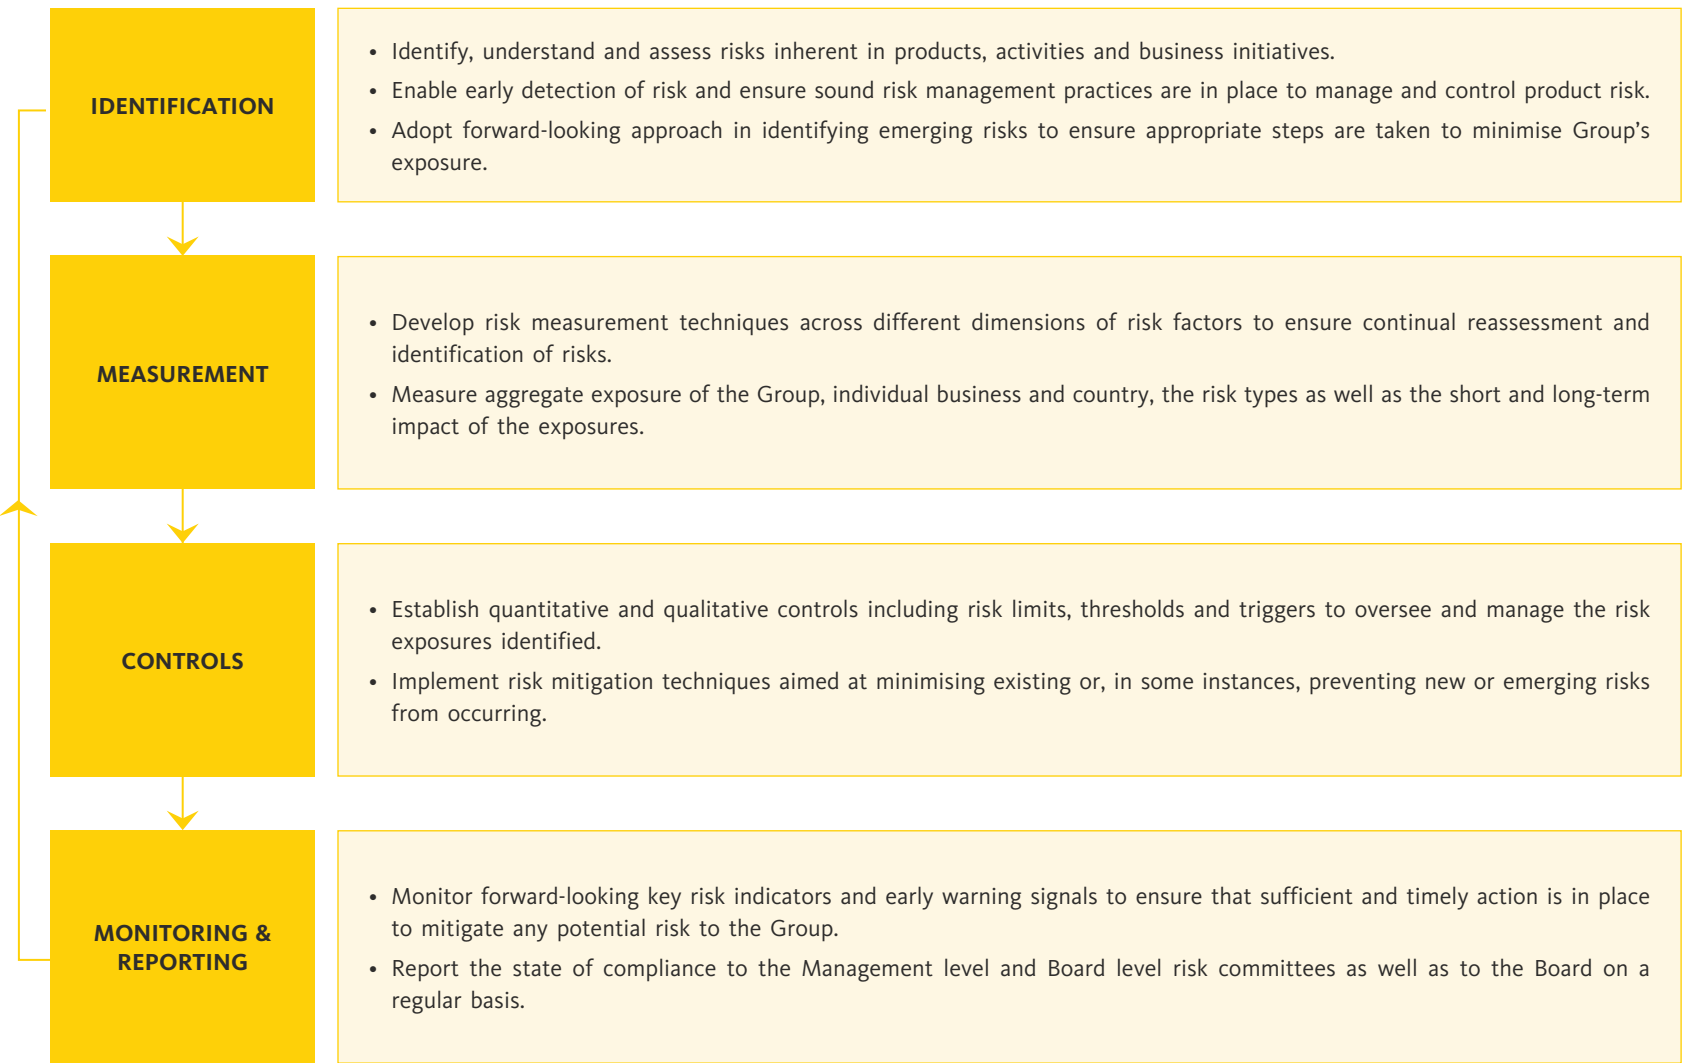 IDENTIFICATION
• Identify, understand and assess risks inherent in products, activities and business initiatives.
• Enable early detection of risk and ensure sound risk management practices are in place to manage and control product risk.
• Adopt forward-looking approach in identifying emerging risks to ensure appropriate steps are taken to minimise Group’s
exposure.
MEASUREMENT
• Develop risk measurement techniques across different dimensions of risk factors to ensure continual reassessment and
identification of risks.
• Measure aggregate exposure of the Group, individual business and country, the risk types as well as the short and long-term
impact of the exposures.
CONTROLS
• Establish quantitative and qualitative controls including risk limits, thresholds and triggers to oversee and manage the risk
exposures identified.
• Implement risk mitigation techniques aimed at minimising existing or, in some instances, preventing new or emerging risks
from occurring.
MONITORING &
REPORTING
• Monitor forward-looking key risk indicators and early warning signals to ensure that sufficient and timely action is in place
to mitigate any potential risk to the Group.
• Report the state of compliance to the Management level and Board level risk committees as well as to the Board on a
regular basis.